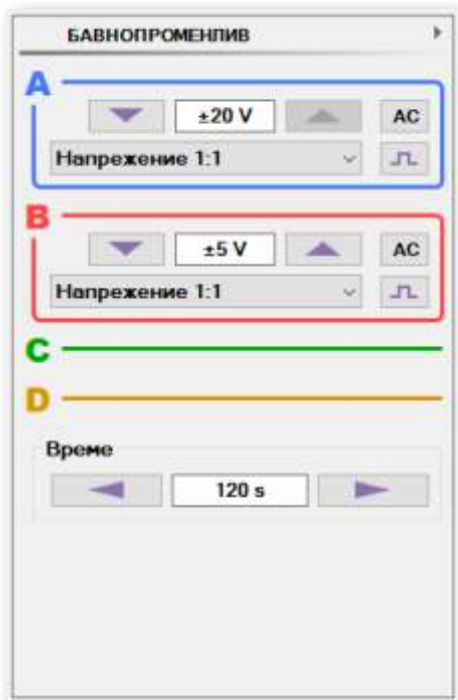 БАВНОПРОМЕНЛИВ
A
±20 V
AC
Напрежение 1:1
B
±5 V
AC
Напрежение 1:1
C
D
Време
120 s